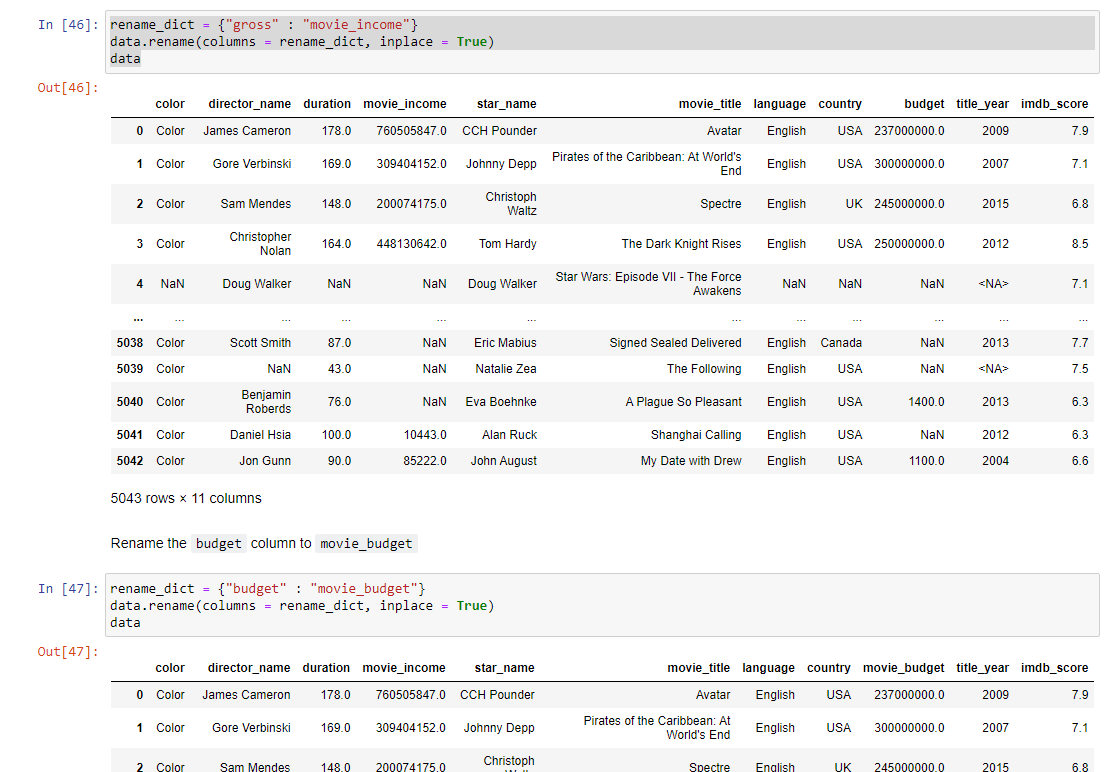 In [46]: rename_dict = {"gross" : "movie_income"}
data.rename(columns = rename_dict, inplace = True)
data
Out[46]:
color director_name duration movie_income star_name movie_title language country budget title_year imdb_score
0 Color James Cameron 178.0 760505847.0 CCH Pounder Avatar English USA 237000000.0 2009 7.9
1 Color Gore Verbinski 169.0 309404152.0 Johnny Depp Pirates of the Caribbean: At World's End English USA 300000000.0 2007 7.1
2 Color Sam Mendes 148.0 200074175.0 Christoph Waltz Spectre English UK 245000000.0 2015 6.8
3 Color Christopher Nolan 164.0 448130642.0 Tom Hardy The Dark Knight Rises English USA 250000000.0 2012 8.5
4 NaN Doug Walker NaN NaN Doug Walker Star Wars: Episode VII - The Force Awakens NaN NaN NaN <NA> 7.1
... ... ... ... ... ... ... ... ... ... ... ...
5038 Color Scott Smith 87.0 NaN Eric Mabius Signed Sealed Delivered English Canada NaN 2013 7.7
5039 Color NaN 43.0 NaN Natalie Zea The Following English USA NaN <NA> 7.5
5040 Color Benjamin Roberds 76.0 NaN Eva Boehnke A Plague So Pleasant English USA 1400.0 2013 6.3
5041 Color Daniel Hsia 100.0 10443.0 Alan Ruck Shanghai Calling English USA NaN 2012 6.3
5042 Color Jon Gunn 90.0 85222.0 John August My Date with Drew English USA 1100.0 2004 6.6
5043 rows × 11 columns
Rename the budget column to movie_budget
In [47]: rename_dict = {"budget" : "movie_budget"}
data.rename(columns = rename_dict, inplace = True)
data
Out[47]:
color director_name duration movie_income star_name movie_title language country movie_budget title_year imdb_score
0 Color James Cameron 178.0 760505847.0 CCH Pounder Avatar English USA 237000000.0 2009 7.9
1 Color Gore Verbinski 169.0 309404152.0 Johnny Depp Pirates of the Caribbean: At World's End English USA 300000000.0 2007 7.1
2 Color Sam Mendes 148.0 200074175.0 Christoph Spectre English UK 245000000.0 2015 6.8